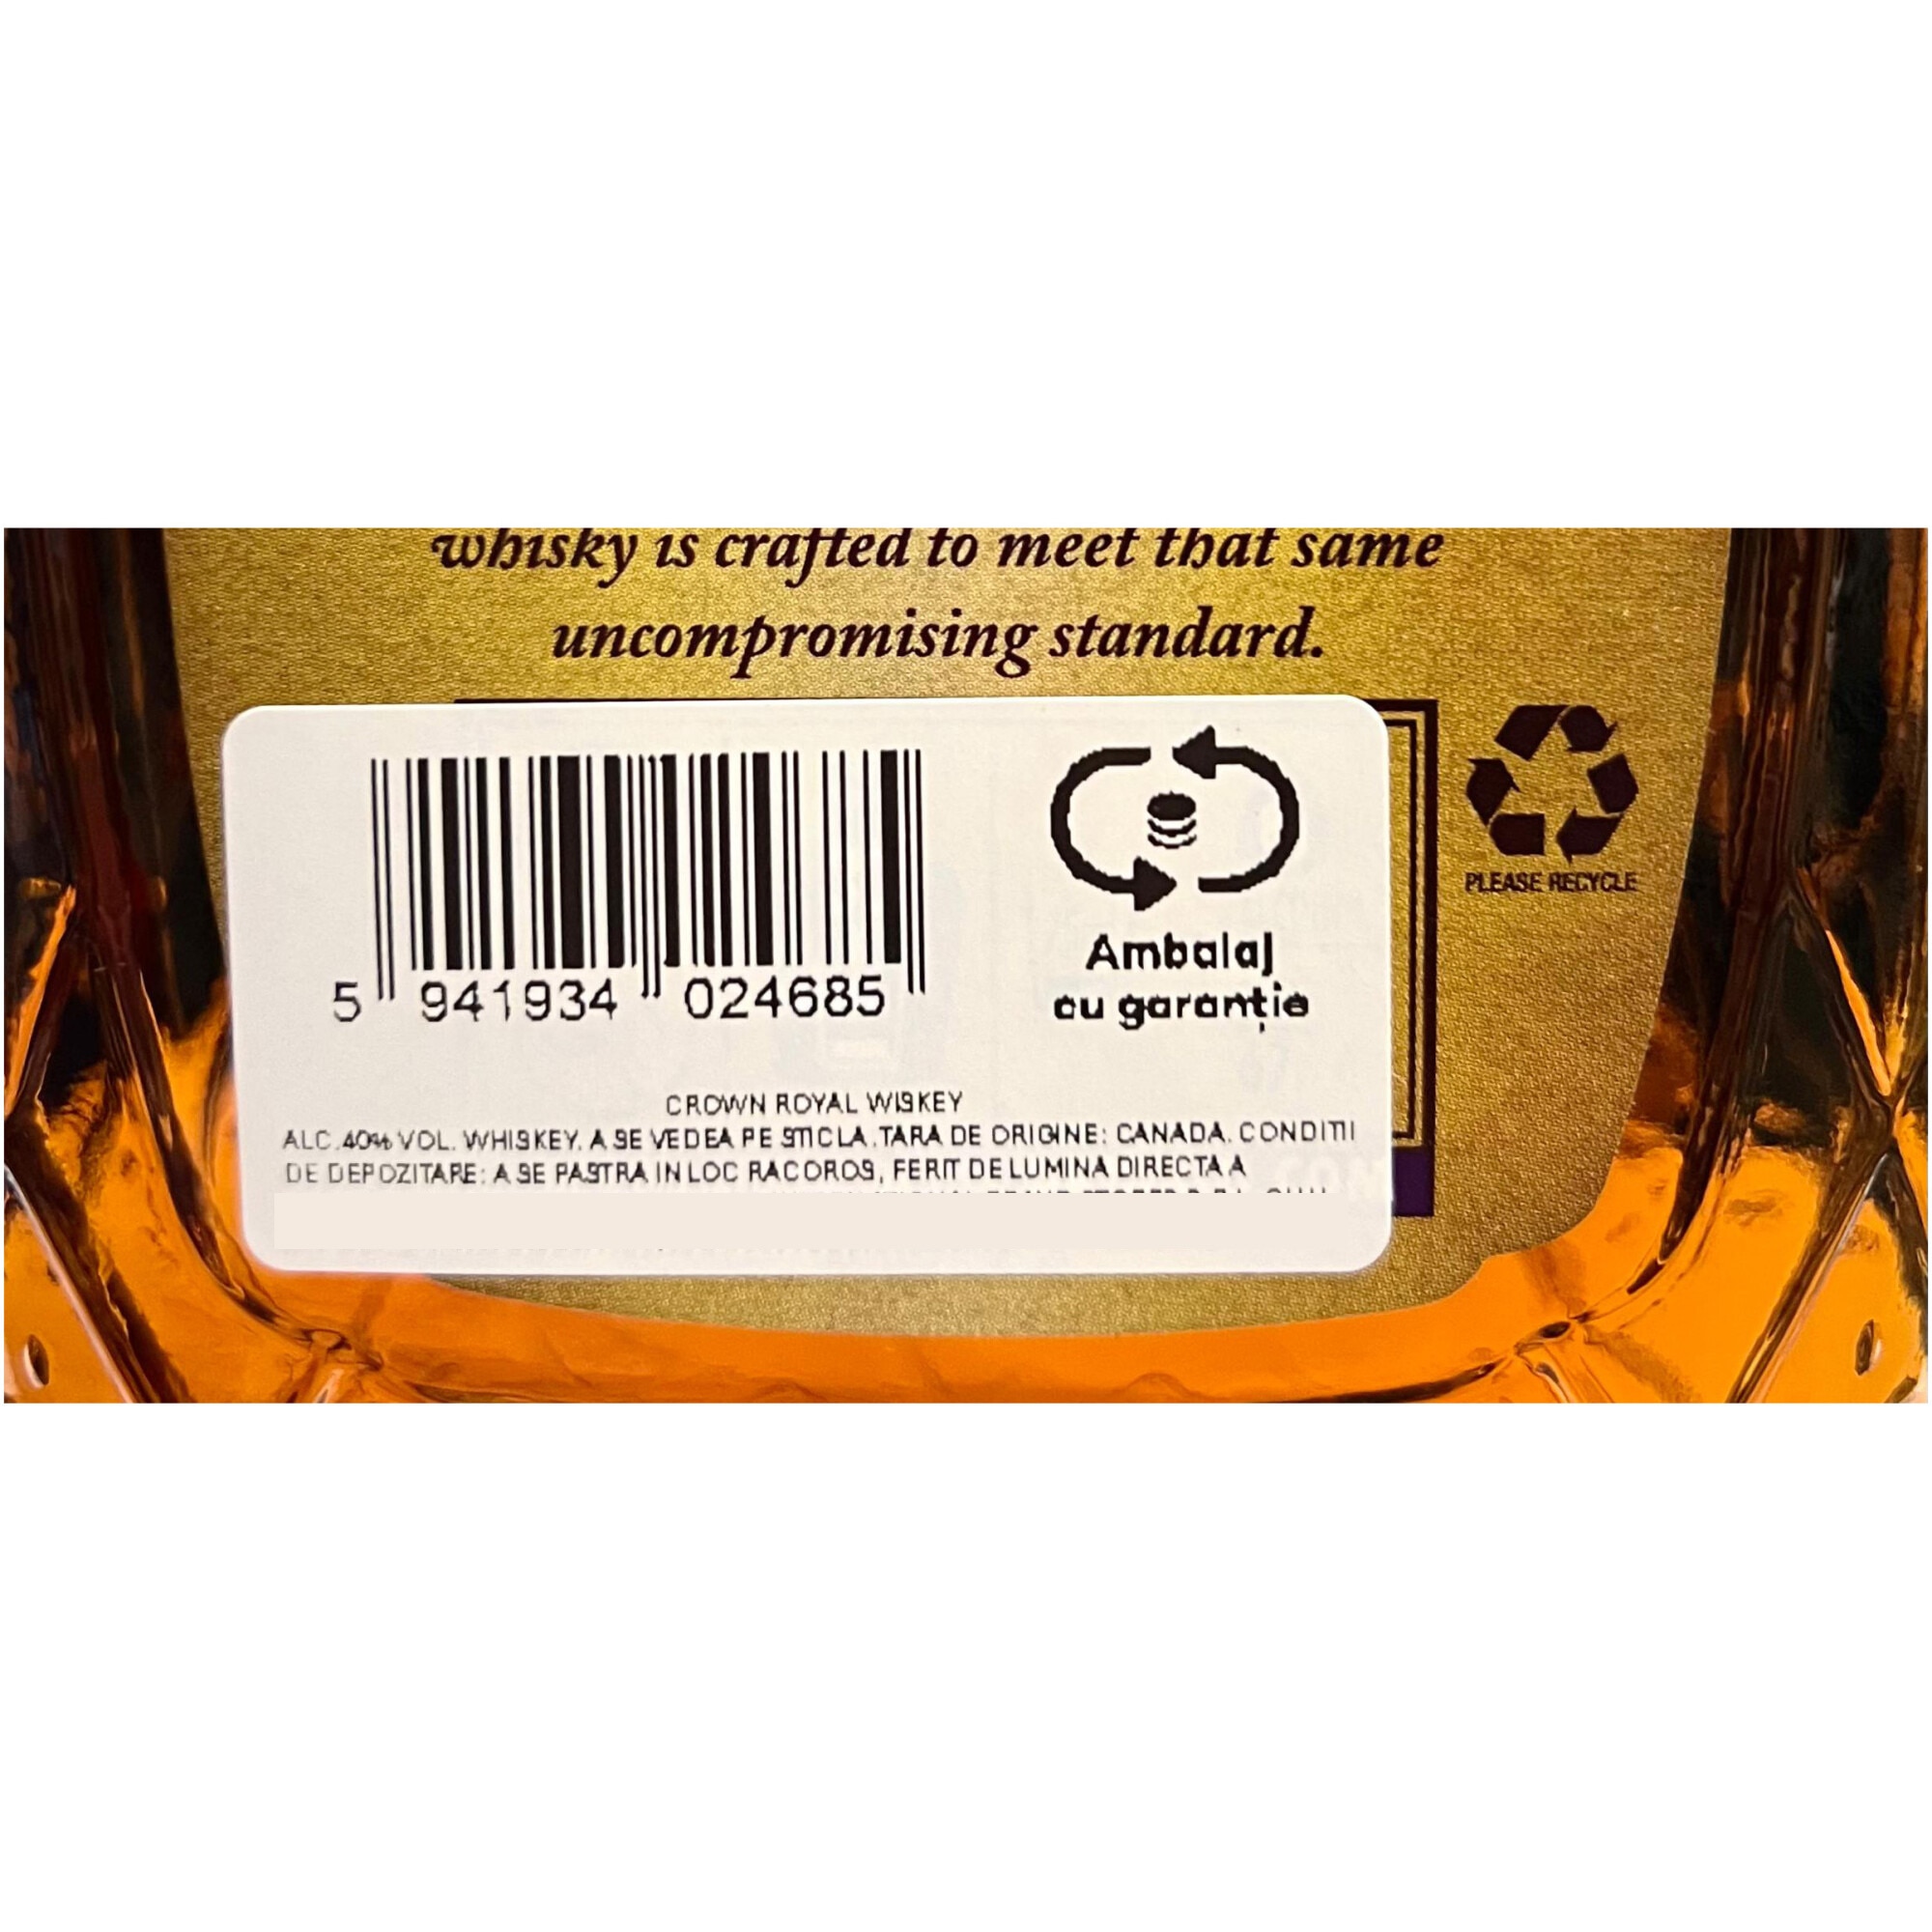 whisky is crafted to meet that same
uncompromising standard.
5 941934 024685
Ambalaj
cu garanție
PLEASE RECYCLE
CROWN ROYAL WISKEY
ALC.40% VOL. WHISKEY. A SE VEDEA PE STICLA.TARA DE ORIGINE: CANADA. CONDITII
DE DEPOZITARE: A SE PASTRA IN LOC RACOROS, FERIT DE LUMINA DIRECTA A